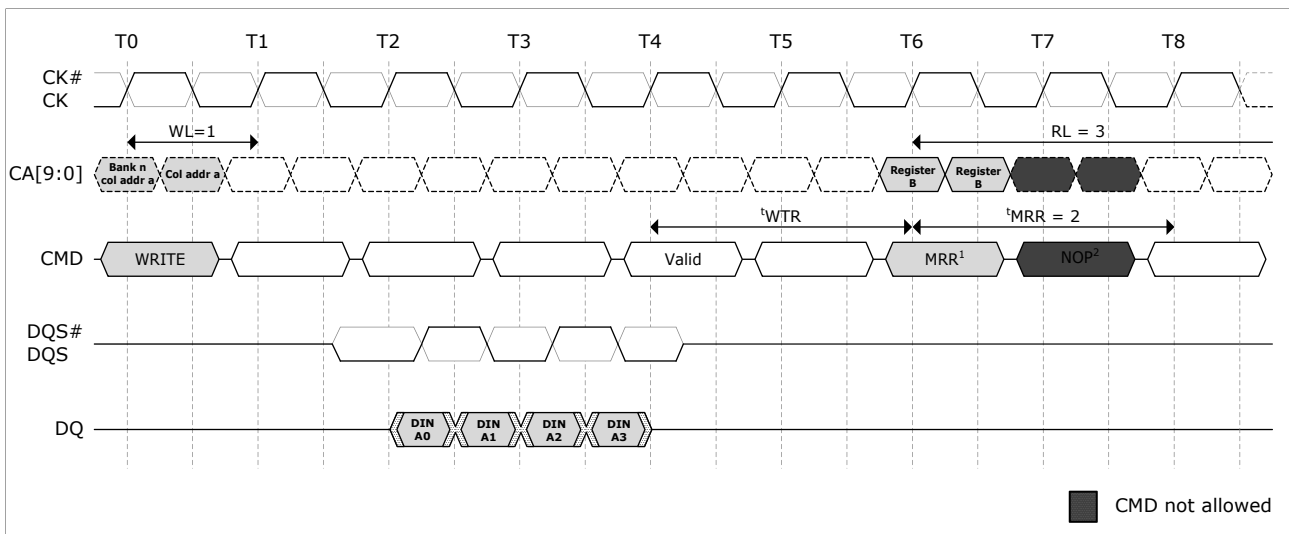 T0 T1 T2 T3 T4 T5 T6 T7 T8
CK#
CK
WL=1
RL = 3
CA[9:0]
Bank n
col addr a
Col addr a
Register
B
Register
B
tWTR
tMRR = 2
CMD
WRITE
Valid
MRR1
NOP2
DQS#
DQS
DQ
DIN
A0
DIN
A1
DIN
A2
DIN
A3
CMD not allowed